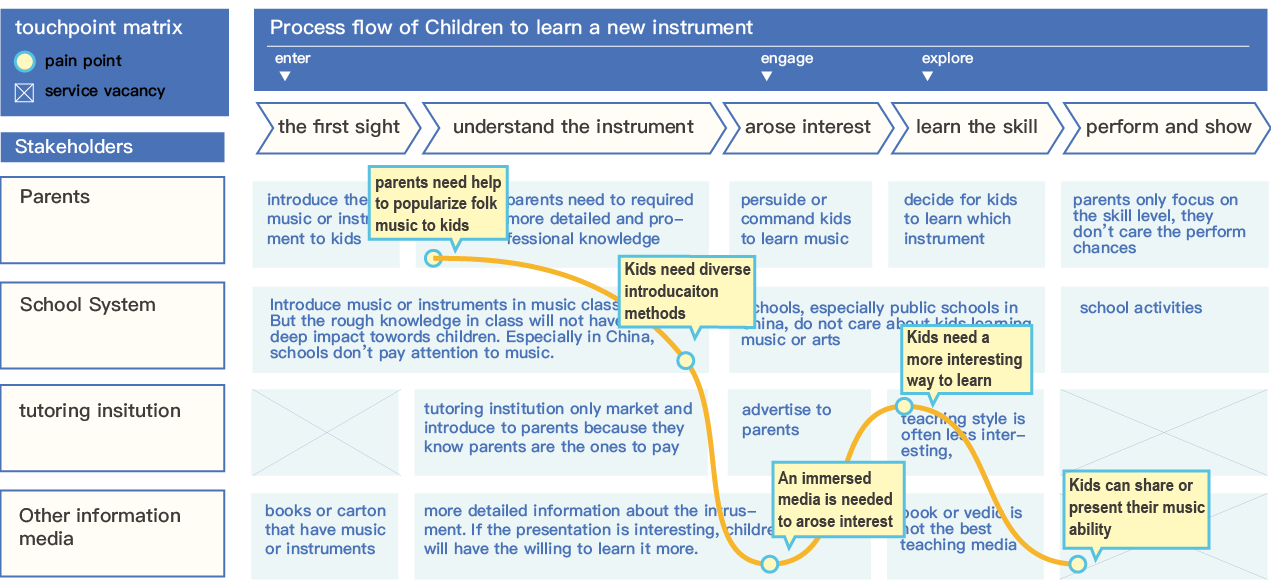 touchpoint matrix
pain point
service vacancy
Process flow of Children to learn a new instrument
enter
engage
explore
the first sight
understand the instrument
arose interest
learn the skill
perform and show
Stakeholders
Parents
introduce the
music or instr
ment to kids
parents need help
to popularize folk
music to kids
parents need to required
more detailed and pro-
fessional knowledge
persuide or
command kids
to learn music
decide for kids
to learn which
instrument
parents only focus on
the skill level, they
don't care the perform
chances
School System
Introduce music or instruments in music class
But the rough knowledge in class will not have
deep impact towards children. Especially in China,
schools don't pay attention to music.
Kids need diverse
introducaiton
methods
schools, especially public schools in
China, do not care about kids learning
music or arts
school activities
Kids need a
more interesting
way to learn
tutoring insitution
tutoring institution only market and
introduce to parents because they
know parents are the ones to pay
advertise to
parents
teaching style is
often less inter-
esting,
Other information
media
books or carton
that have music
or instruments
more detailed information about the intrus-
ment. If the presentation is interesting, childre
will have the willing to learn it more.
An immersed
media is needed
to arose interest
book or vedio is
not the best
teaching media
Kids can share or
present their music
ability